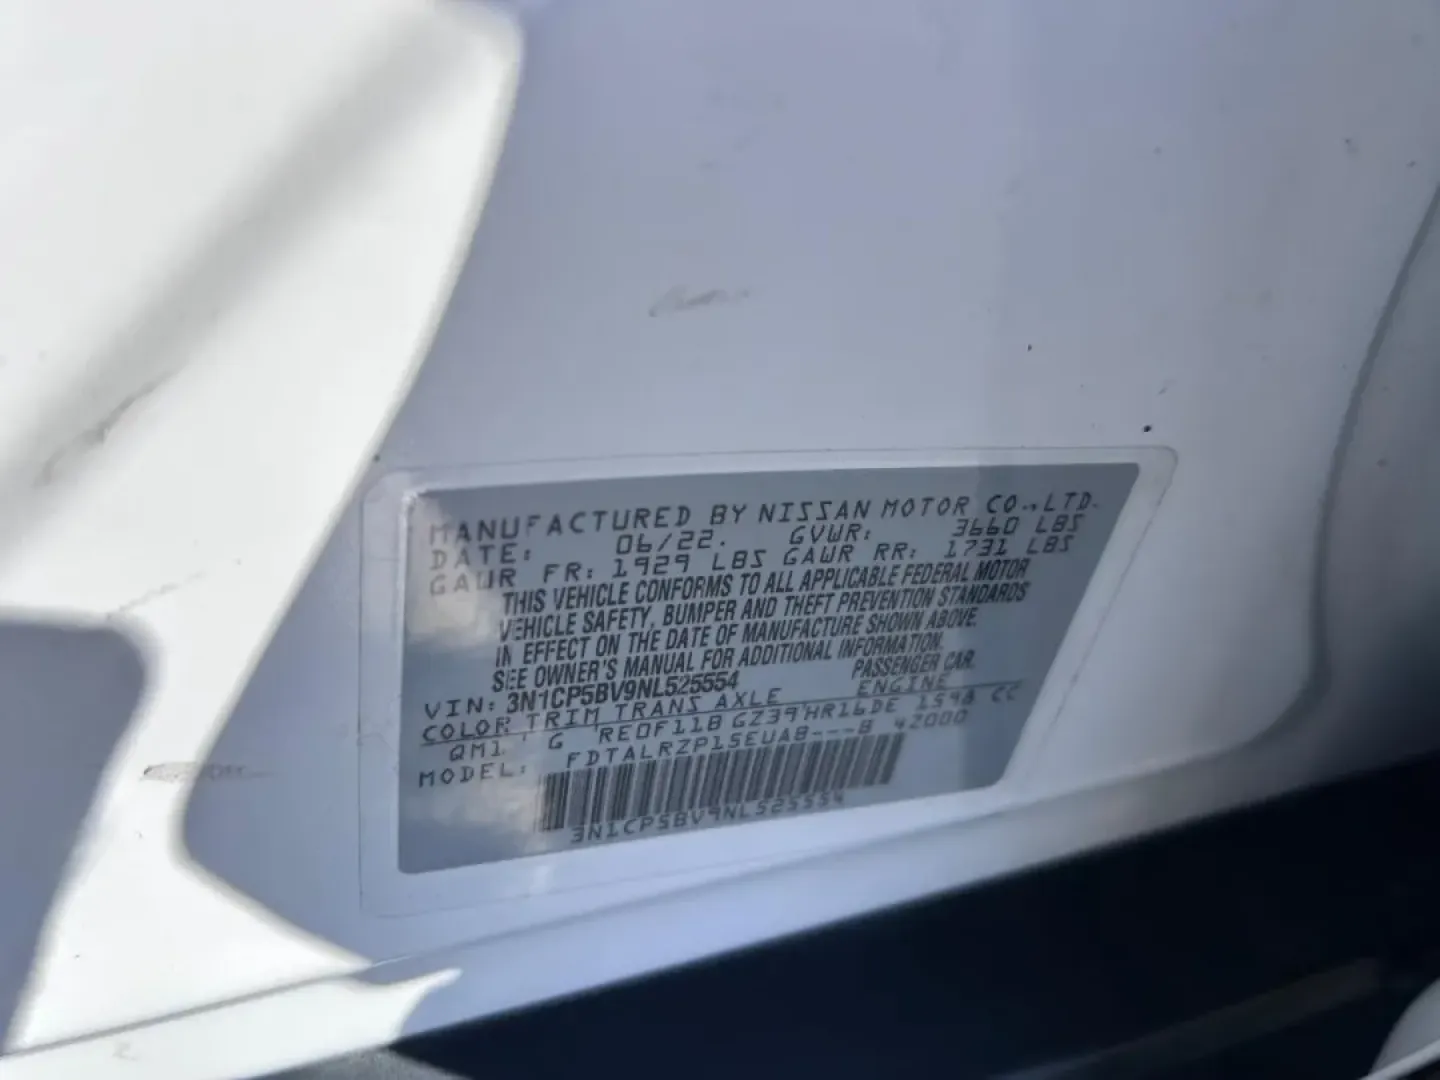 MANUFACTURED BY NISSAN MOTOR CO.,LTD.
DATE: 06/22. GVWR: 3660 LBS
GAWR FR: 1929 LBS GAWR RR: 1731 LBS
THIS VEHICLE CONFORMS TO ALL APPLICABLE FEDERAL MOTOR
VEHICLE SAFETY, BUMPER AND THEFT PREVENTION STANDARDS
IN EFFECT ON THE DATE OF MANUFACTURE SHOWN ABOVE
SEE OWNER'S MANUAL FOR ADDITIONAL INFORMATION.
VIN: 3N1CP5BV9NL525554 PASSENGER CAR.
COLOR TRIM TRANS AXLE ENGINE
QM1 G RE0F11B GZ39 HR16DE 1598 CC
MODEL: FDTALRZP15EUA8---B 42000
3N1CP5BV9NL525554